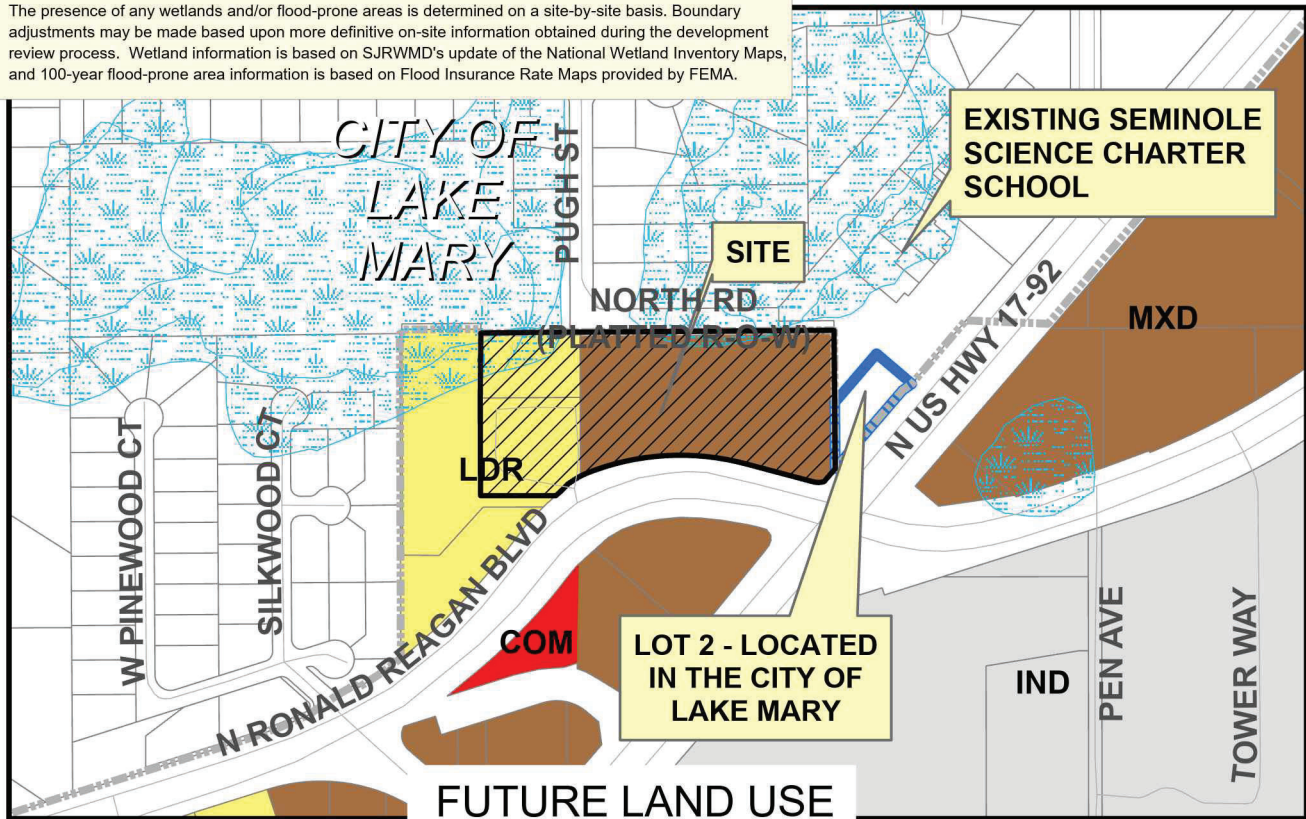 The presence of any wetlands and/or flood-prone areas is determined on a site-by-site basis. Boundary
adjustments may be made based upon more definitive on-site information obtained during the development
review process. Wetland information is based on SJRWMD's update of the National Wetland Inventory Maps,
and 100-year flood-prone area information is based on Flood Insurance Rate Maps provided by FEMA.
CITY OF
LAKE
MARY
PUGH ST
EXISTING SEMINOLE
SCIENCE CHARTER
SCHOOL
SITE
NORTH RD
(PLATTED R-O-W)
N US HWY 17-92
MXD
LDR
W PINEWOOD CT
SILKWOOD CT
N RONALD REAGAN BLVD
COM
LOT 2 - LOCATED
IN THE CITY OF
LAKE MARY
IND
PEN AVE
TOWER WAY
FUTURE LAND USE